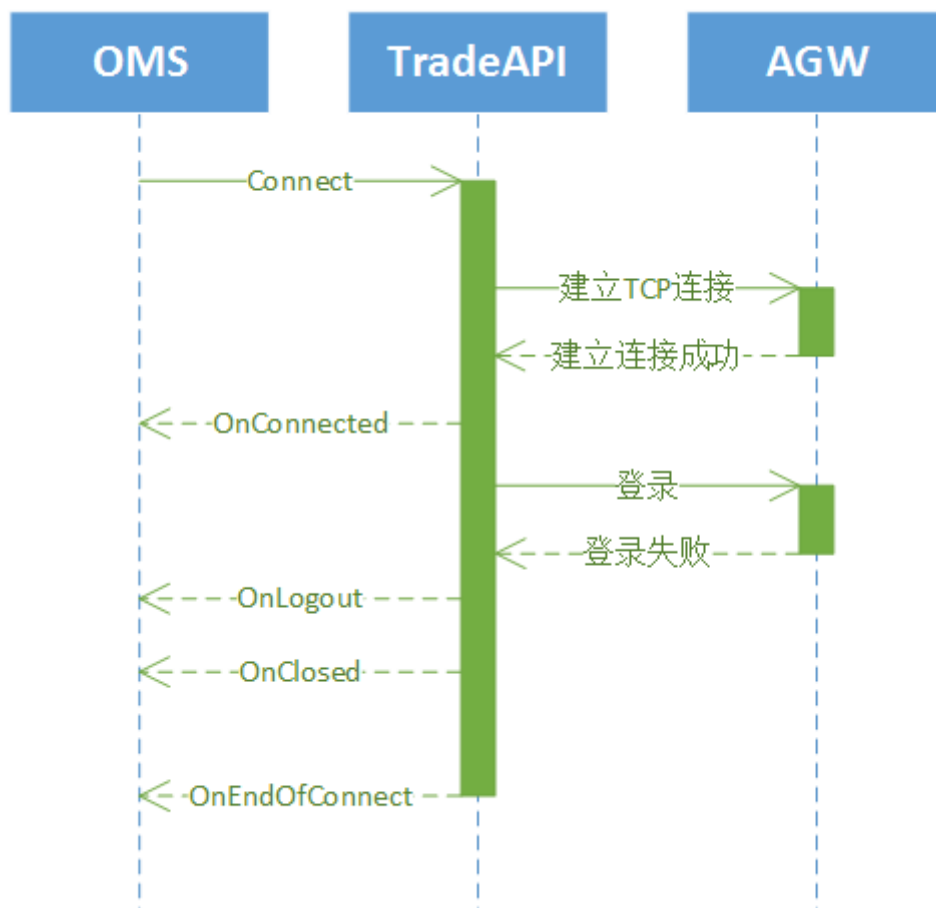 OMS
TradeAPI
AGW
Connect
建立TCP连接
建立连接成功
OnConnected
登录
登录失败
OnLogout
OnClosed
OnEndOfConnect